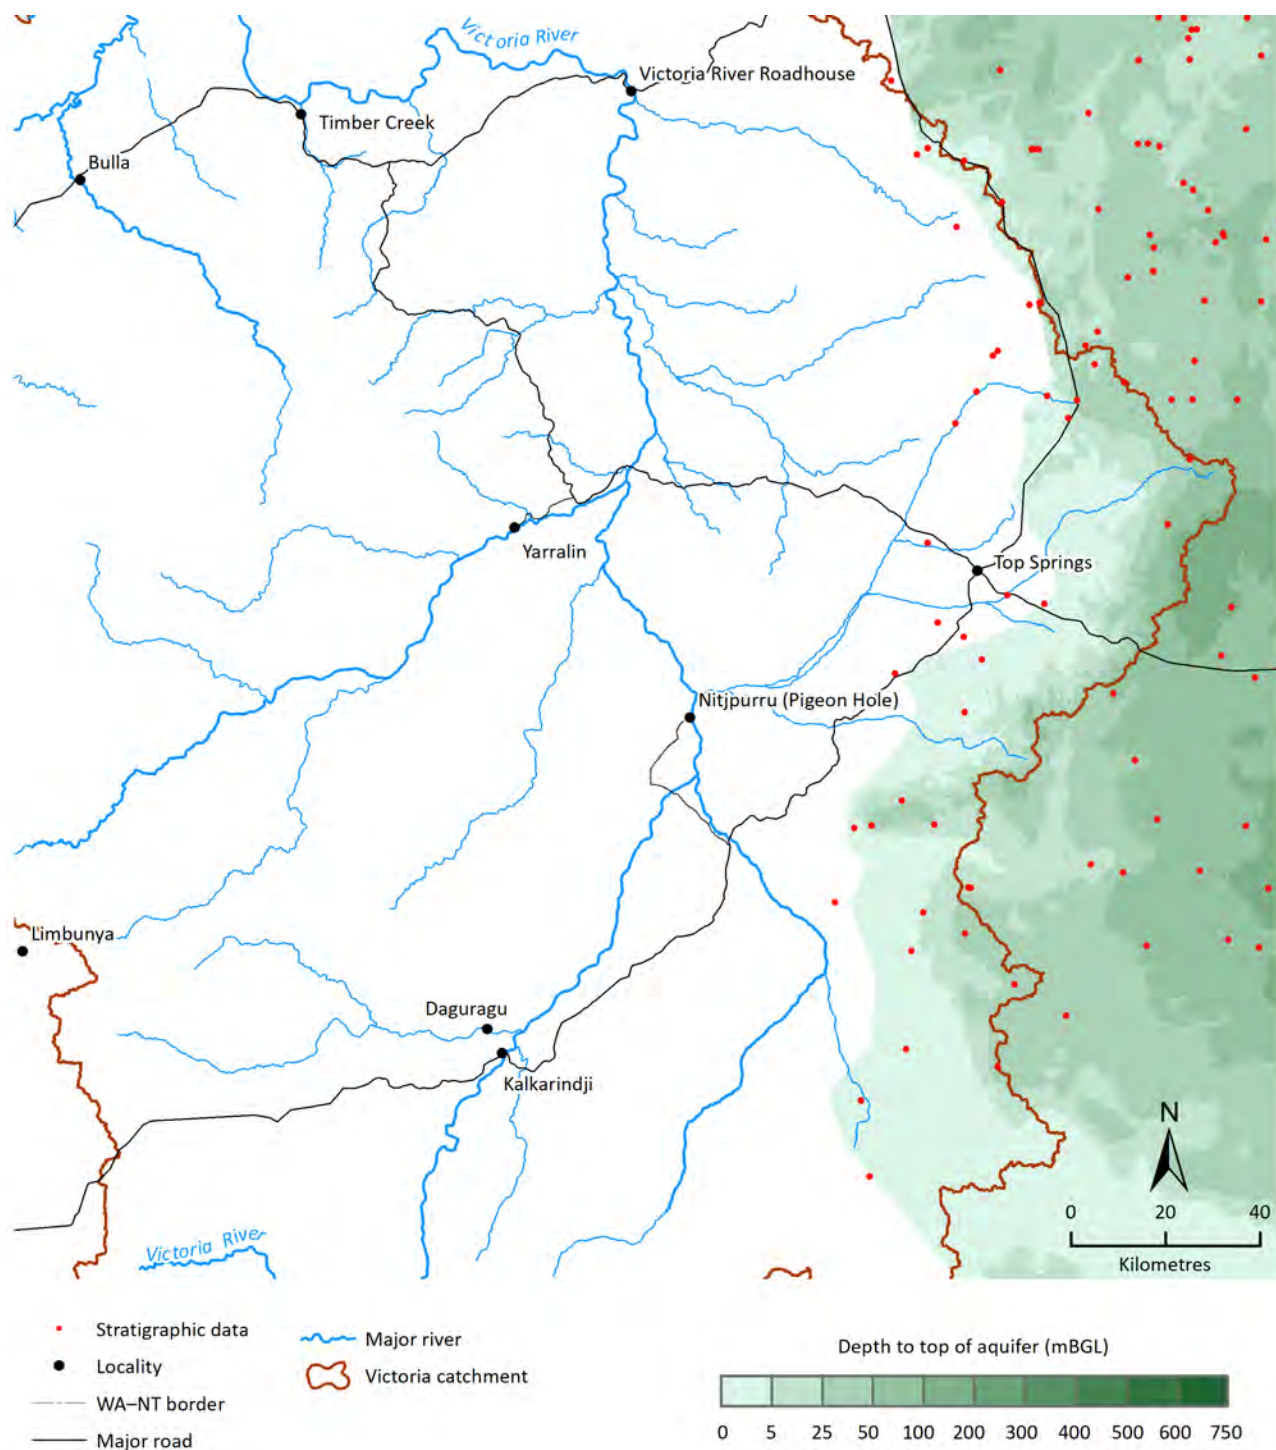 Victoria River
Victoria River Roadhouse
Timber Creek
Bulla
Yarralin
Top Springs
Nitjpurru (Pigeon Hole)
Limbunya
Daguragu
Kalkarindji
N
0 20 40
Kilometres
Victoria River
Stratigraphic data
Locality
WA–NT border
Major road
Major river
Victoria catchment
Depth to top of aquifer (mBGL)
0 5 25 50 100 200 300 400 500 600 750